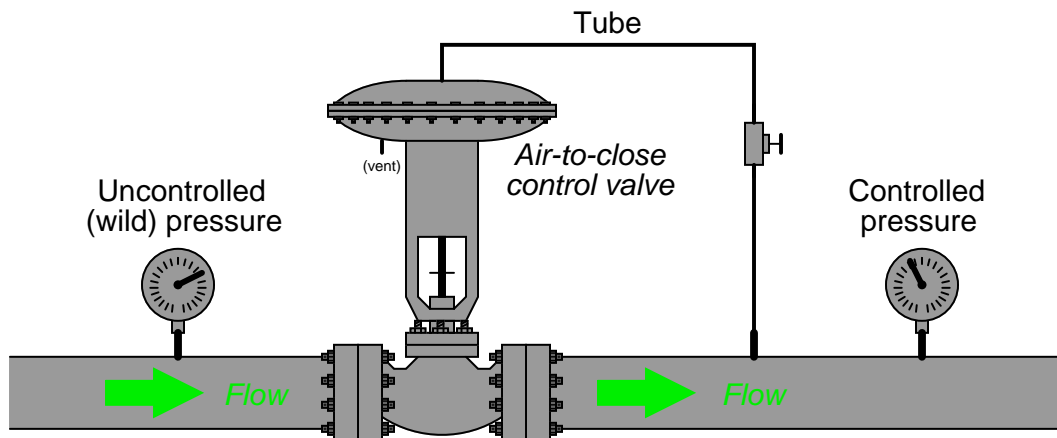 Tube
Air-to-close
control valve
(vent)
Uncontrolled
(wild) pressure
Controlled
pressure
Flow
Flow